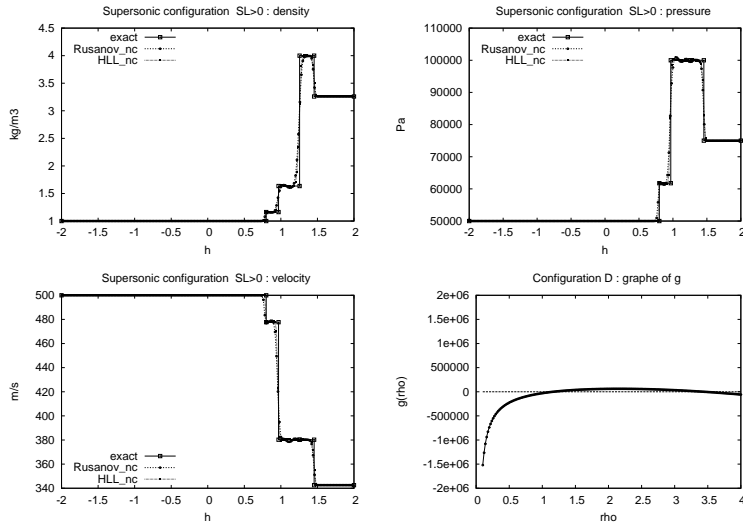 Supersonic configuration SL>0 : density
4.5
4
3.5
3
2.5
2
1.5
1
kg/m3
exact
Rusanov_nc
HLL_nc
-2 -1.5 -1 -0.5 0 0.5 1 1.5 2
h
Supersonic configuration SL>0 : pressure
110000
100000
90000
80000
70000
60000
50000
Pa
exact
Rusanov_nc
HLL_nc
-2 -1.5 -1 -0.5 0 0.5 1 1.5 2
h
Supersonic configuration SL>0 : velocity
500
480
460
440
420
400
380
360
340
m/s
exact
Rusanov_nc
HLL_nc
-2 -1.5 -1 -0.5 0 0.5 1 1.5 2
h
Configuration D : graphe of g
2e+06
1.5e+06
1e+06
500000
0
-500000
-1e+06
-1.5e+06
-2e+06
g(rho)
0 0.5 1 1.5 2 2.5 3 3.5 4
rho